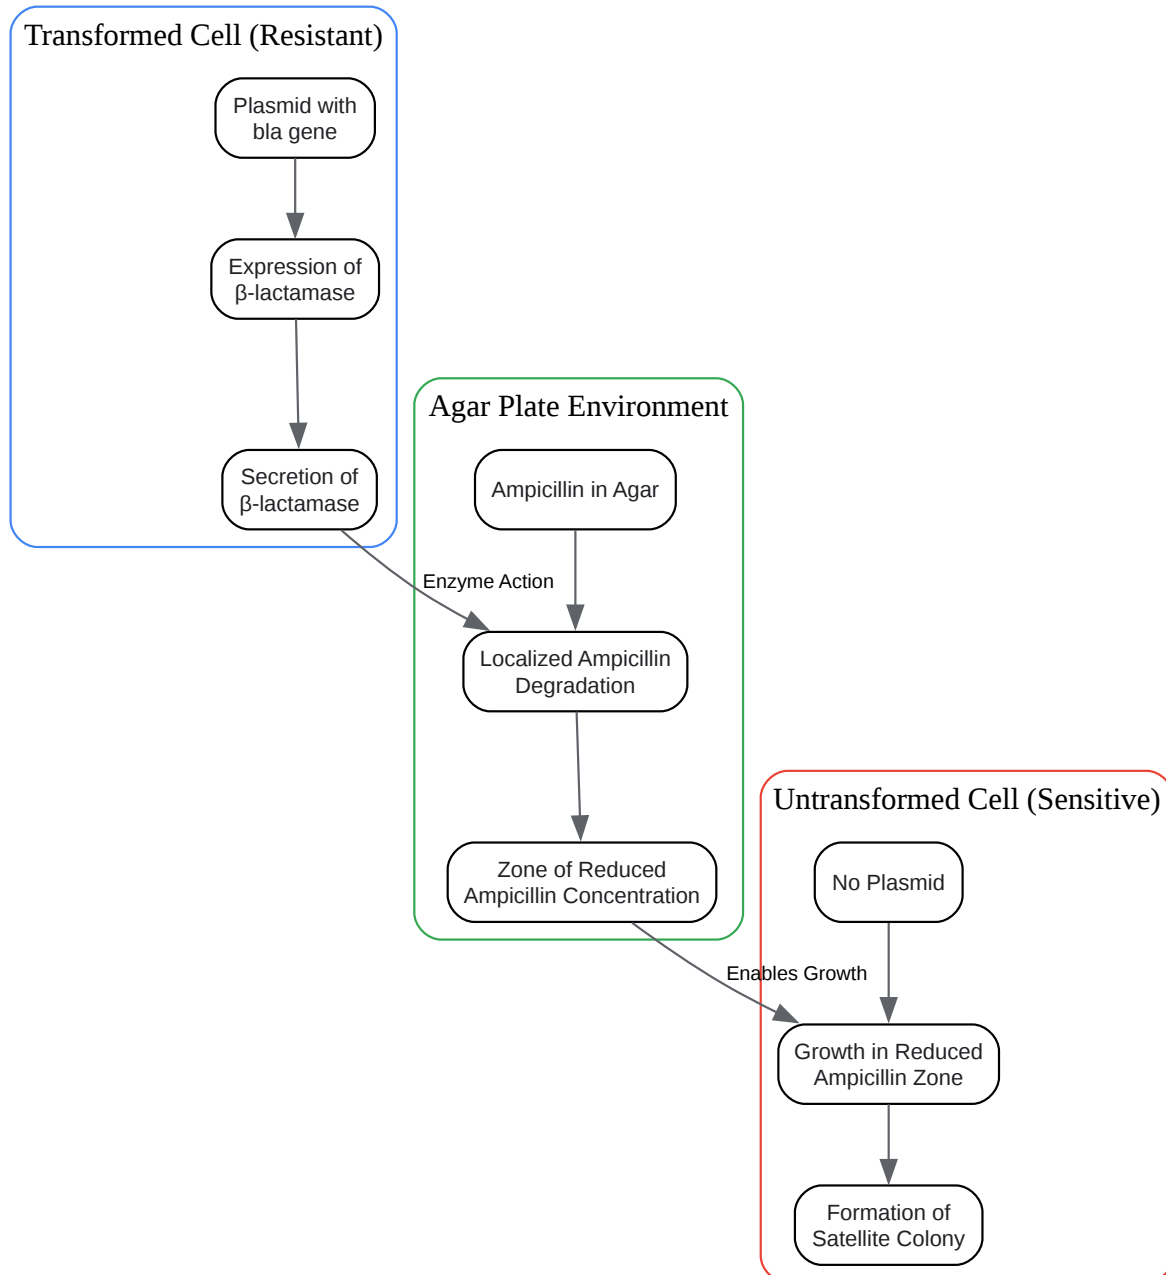 Transformed Cell (Resistant)
Plasmid with
bla gene
Expression of
β-lactamase
Secretion of
β-lactamase
Agar Plate Environment
Ampicillin in Agar
Enzyme Action
Localized Ampicillin
Degradation
Zone of Reduced
Ampicillin Concentration
Untransformed Cell (Sensitive)
No Plasmid
Enables Growth
Growth in Reduced
Ampicillin Zone
Formation of
Satellite Colony